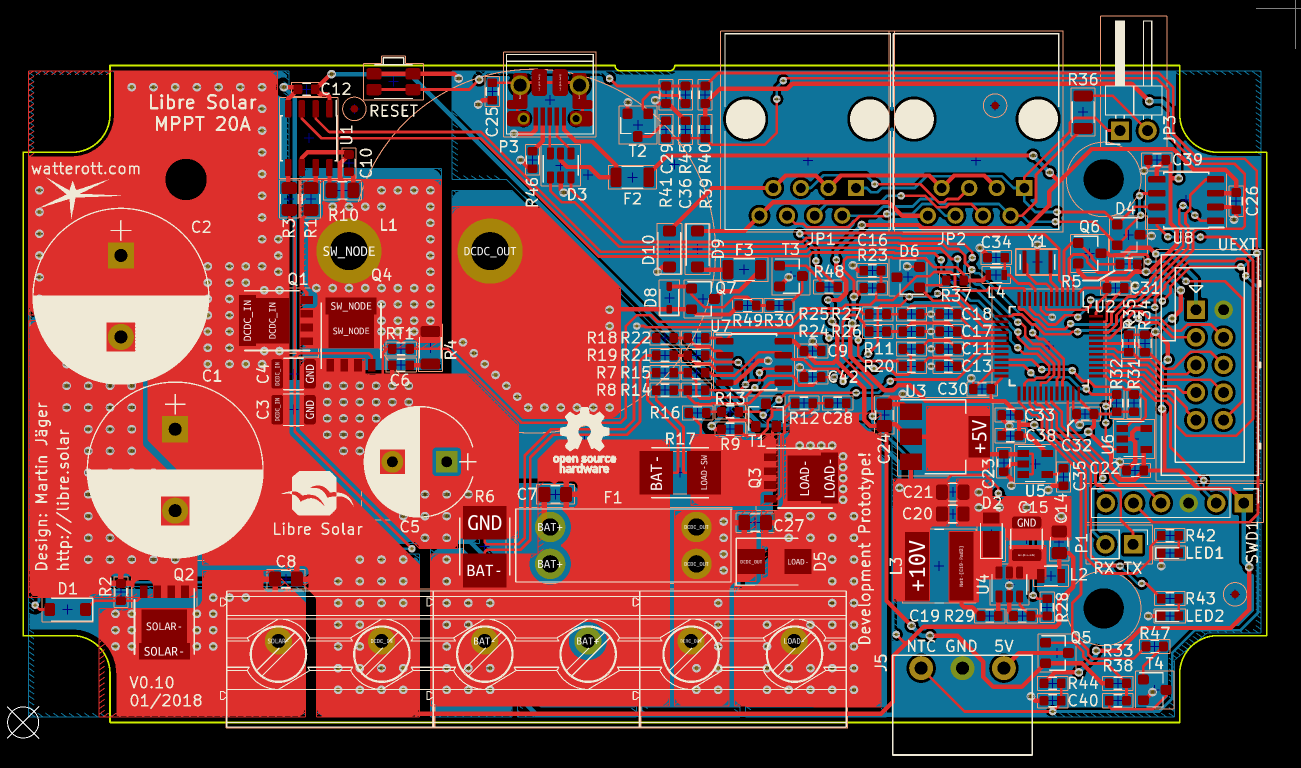 Libre Solar
MPPT 20A
watterott.com
C12
RESET
U1
C10
R3
R1
R10
L1
C2
SW_NODE
DCDC_OUT
Q1
Q4
DCDC_IN
DCDC_IN
SW_NODE
SW_NODE
RT1
R4
C6
C4
GND
C3
GND
C1
Design: Martin Jäger
http://libre.solar
Libre Solar
C5
R6
GND
BAT-
C7
C8
D1
R2
Q2
SOLAR-
SOLAR-
V0.10
01/2018
C25
P3
R46
D3
T2
F2
R41
C29
C36
R45
R39
R40
R36
JP3
C39
C26
D4
U8
UEXT
JP1
JP2
D10
D9
F3
T3
C16
R23
D6
R48
C34
Y1
Q6
R5
C31
D8
Q7
R37
L4
R49
R30
U7
R25
R27
R24
R26
C18
C17
R11
C11
R20
C13
C9
C42
U2
R35
R34
R32
R31
R18
R22
R19
R21
R7
R15
R8
R14
R16
R13
R9
T1
R12
C28
C30
U3
+5V
C24
C33
C38
C32
C23
U5
C35
U6
C22
open source
hardware
R17
BAT-
LOAD-SW
Q3
LOAD-
LOAD-
F1
BAT+
BAT+
DCDC_OUT
DCDC_OUT
C27
D5
DCDC_OUT
LOAD-
Development Prototype!
C21
C20
D2
C15
GND
C14
P1
RX
TX
L3
+10V
U4
L2
R28
C19
R29
SWD1
R42
LED1
R43
LED2
SOLAR+
DCDC_OUT
BAT+
BAT+
DCDC_OUT
LOAD+
J5
NTC GND 5V
Q5
R33
R38
R47
T4
R44
C40